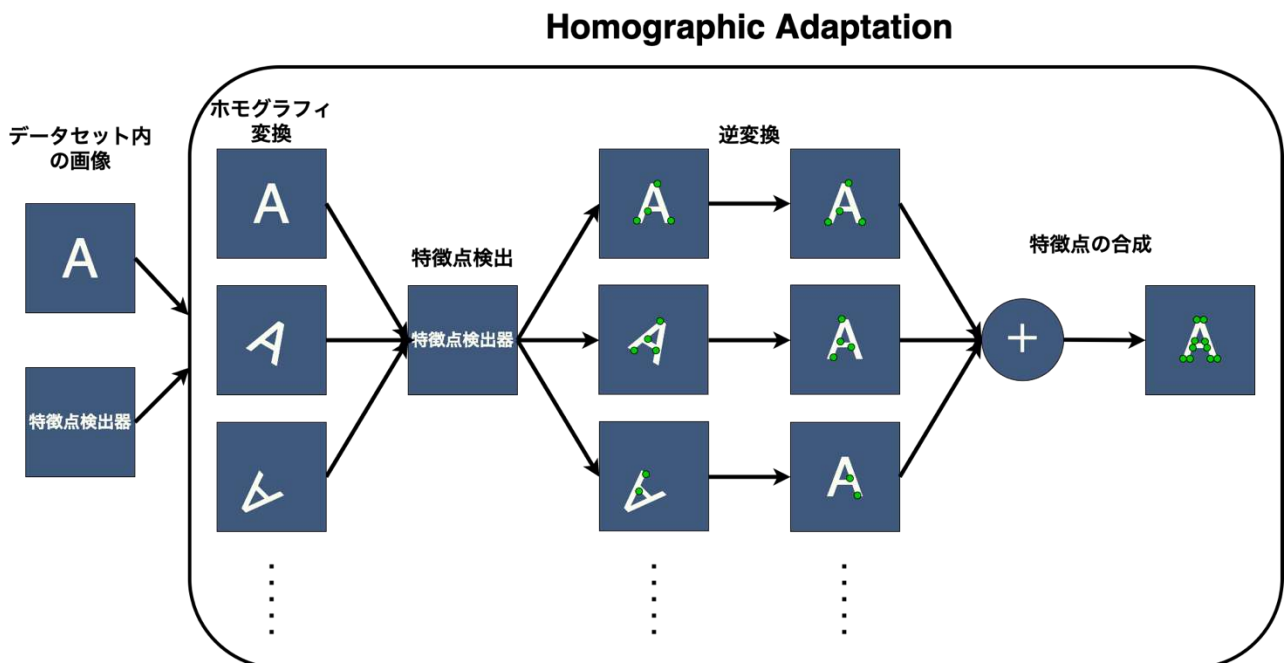 Homographic Adaptation
データセット内
の画像
A
特徴点検出器
ホモグラフィ
変換
A
A
A
特徴点検出
特徴点検出器
逆変換
A
A
A
A
A
A
特徴点の合成
+
A